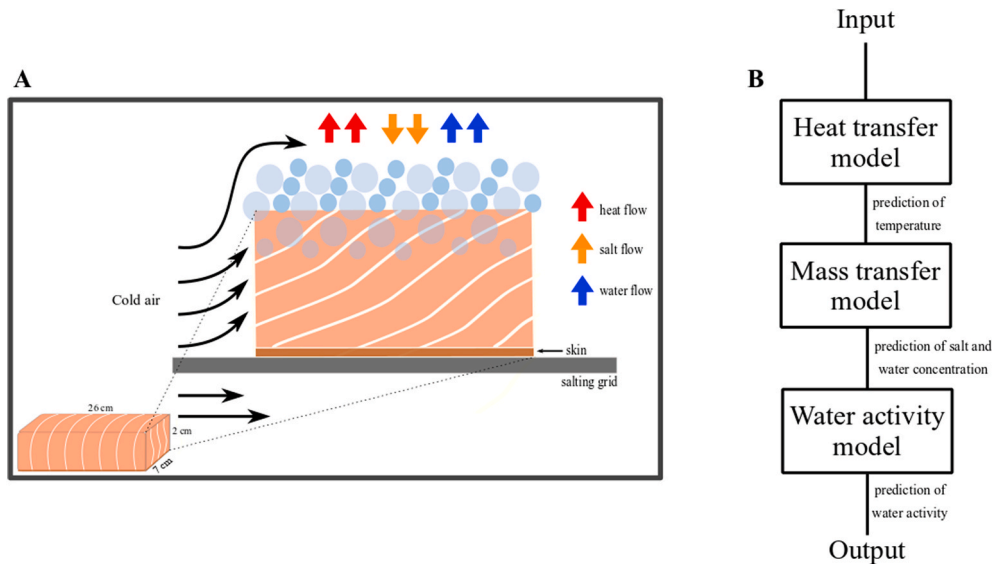 A
Cold air
heat flow
salt flow
water flow
skin
salting grid
26 cm
2 cm
7 cm
B
Input
Heat transfer
model
prediction of
temperature
Mass transfer
model
prediction of salt and
water concentration
Water activity
model
prediction of
water activity
Output